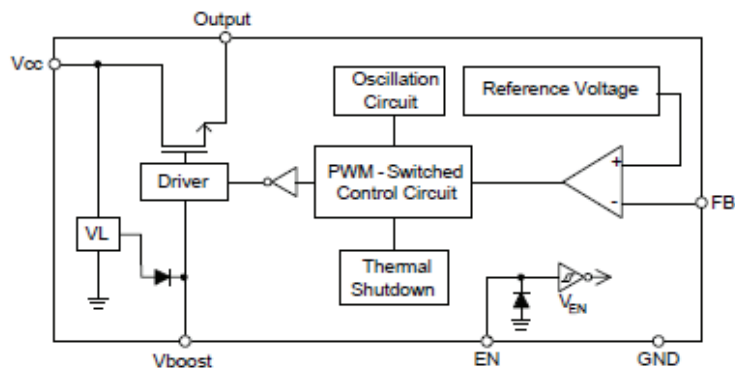 Output
Vcc
Oscillation
Circuit
Reference Voltage
Driver
PWM - Switched
Control Circuit
+
-
FB
VL
Thermal
Shutdown
VEN
Vboost
EN
GND